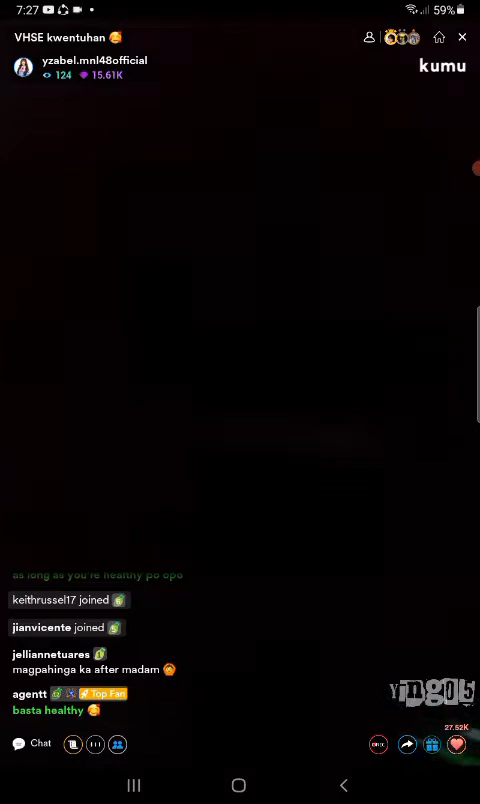 7:27
59%
VHSE kwentuhan 🥰
yzabel.mnl48official
124 15.61K
kumu
as long as you're healthy po opo
keithrussel17 joined
jianvicente joined
jelliannetuares
magpahinga ka after madam 🙆
agentt Top Fan
basta healthy 🥰
YINGO5
27.52K
Chat